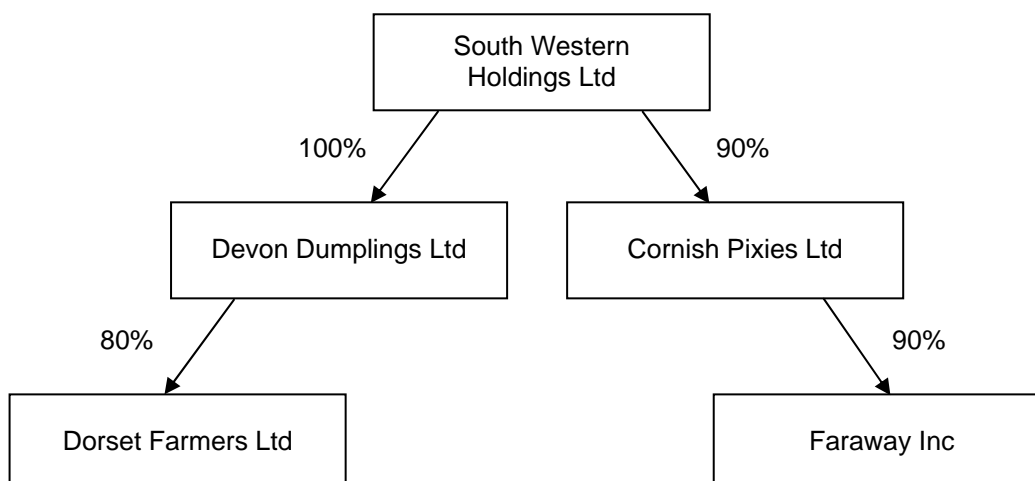 South Western
Holdings Ltd
100%
90%
Devon Dumplings Ltd
Cornish Pixies Ltd
80%
90%
Dorset Farmers Ltd
Faraway Inc